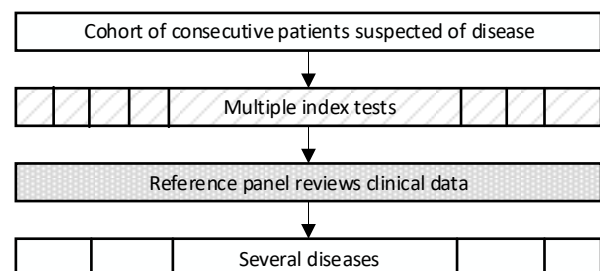 Cohort of consecutive patients suspected of disease
Multiple index tests
Reference panel reviews clinical data
Several diseases